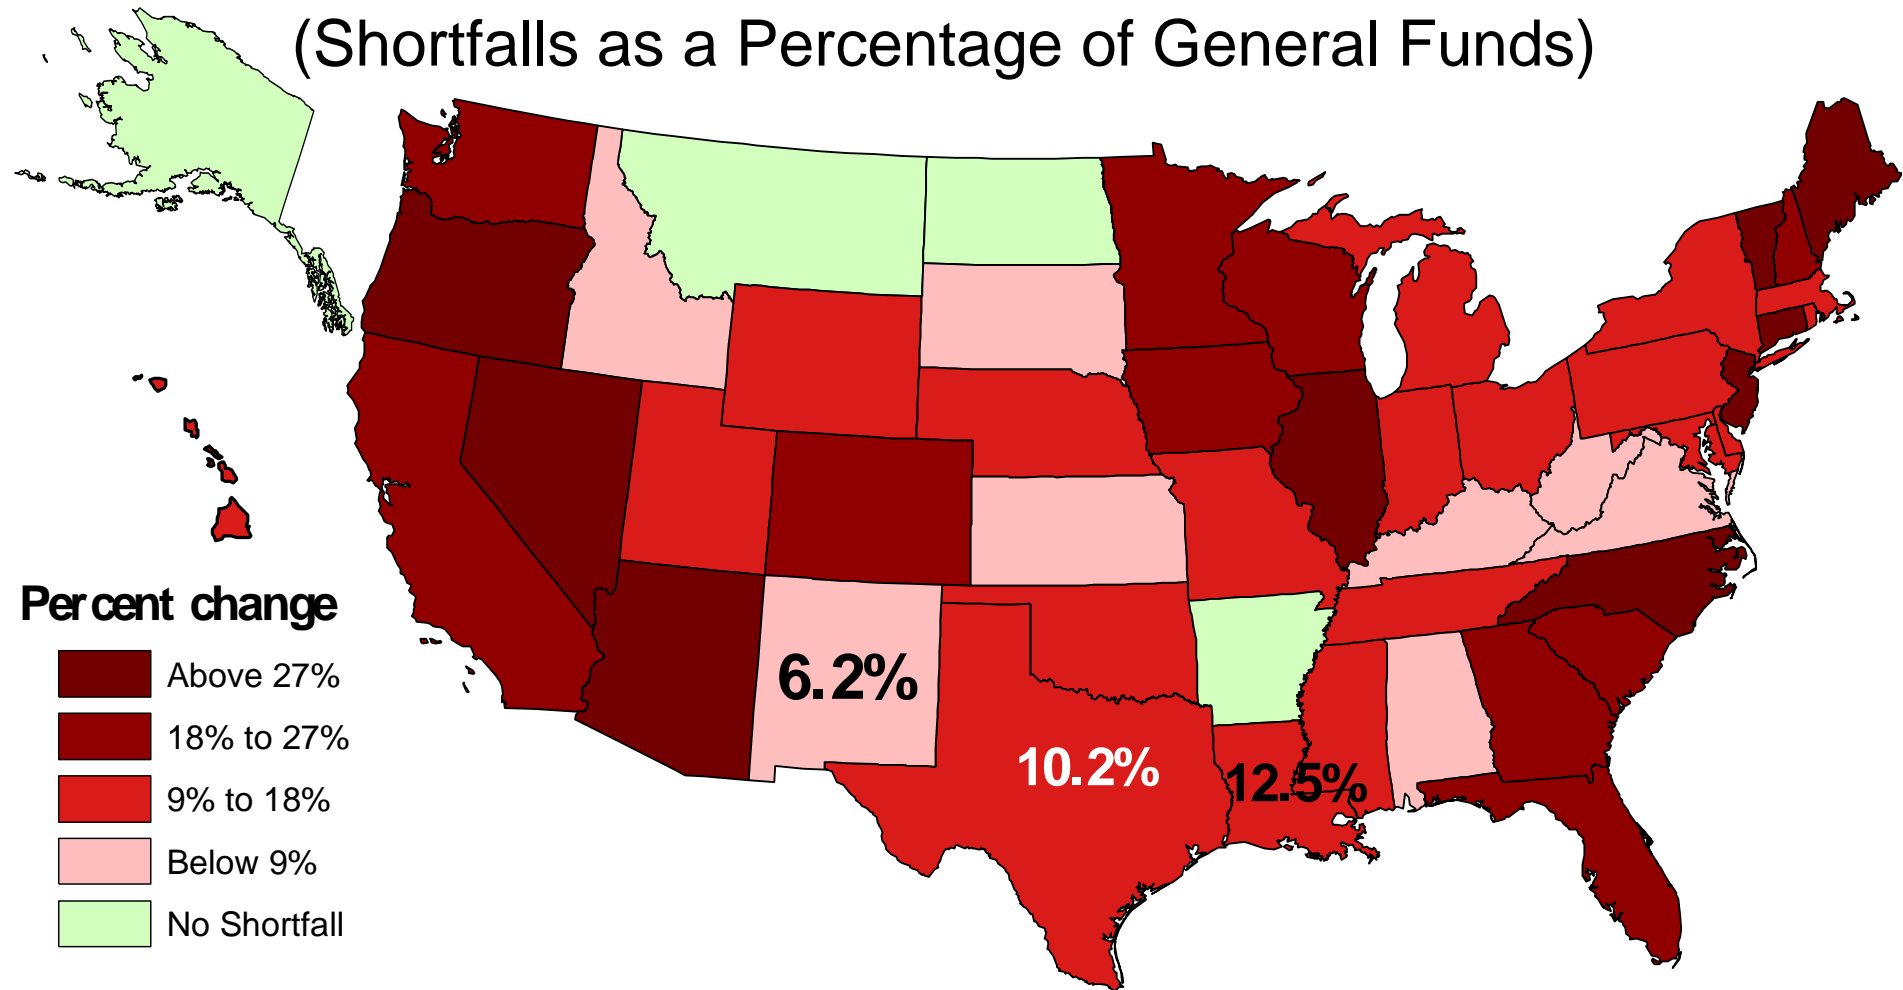 (Shortfalls as a Percentage of General Funds)
Percent change
Above 27%
18% to 27%
9% to 18%
Below 9%
No Shortfall
6.2%
10.2%
12.5%